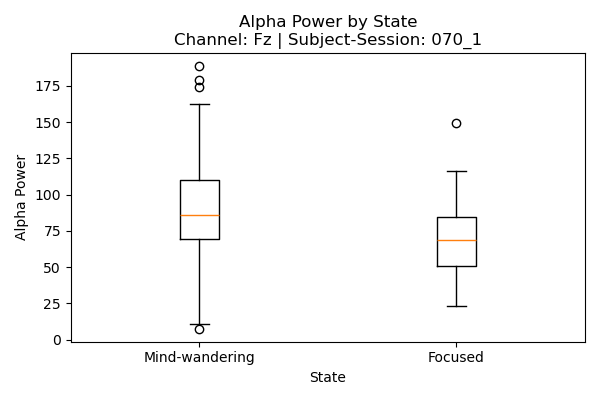 Alpha Power by State
Channel: Fz | Subject-Session: 070_1
Alpha Power
175
150
125
100
75
50
25
0
Mind-wandering
Focused
State